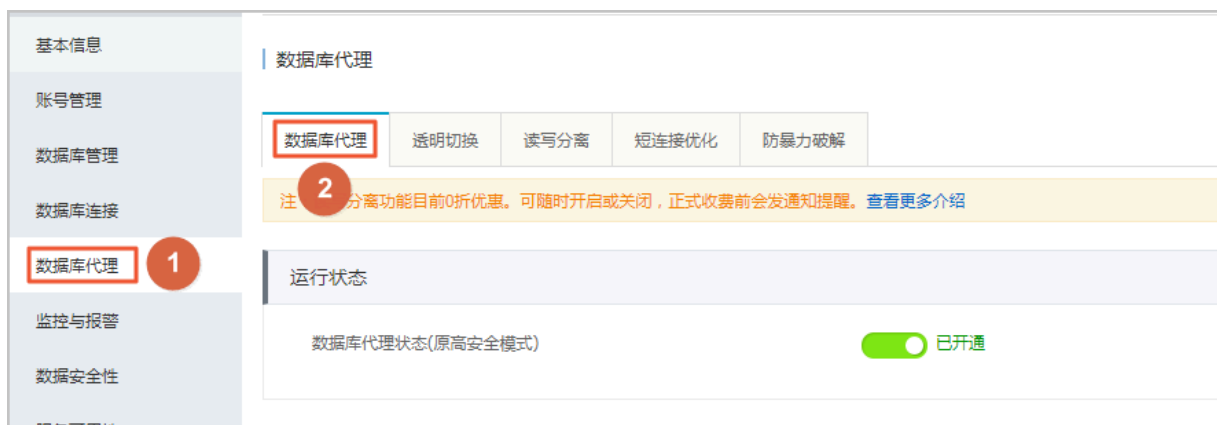 基本信息
账号管理
数据库管理
数据库连接
数据库代理
1
监控与报警
数据安全性
数据库代理
数据库代理 透明切换 读写分离 短连接优化 防暴力破解
2
注 分离功能目前0折优惠。可随时开启或关闭，正式收费前会发通知提醒。查看更多介绍
运行状态
数据库代理状态(原高安全模式) 已开通